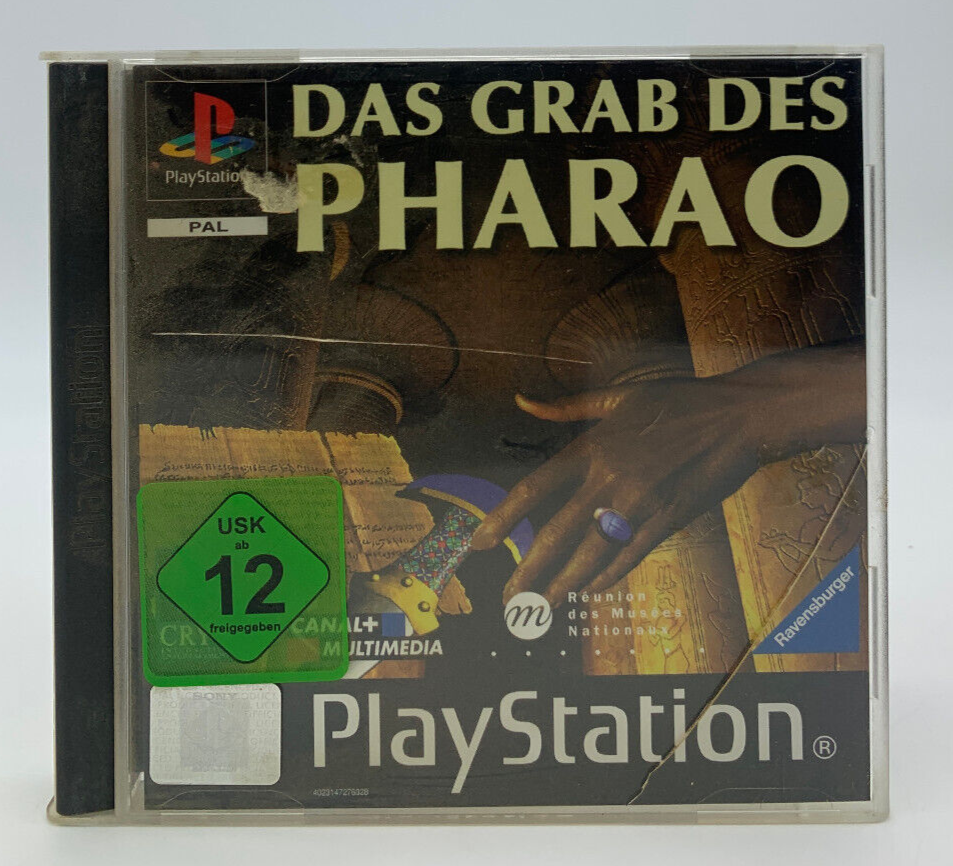 DAS GRAB DES
PHARAO
PlayStation
PAL
PlayStation
USK
ab
12
freigegeben
CANAL+
MULTIMEDIA
m
Réunion
des Musées
Nationaux
Ravensburger
SONY
PlayStation®